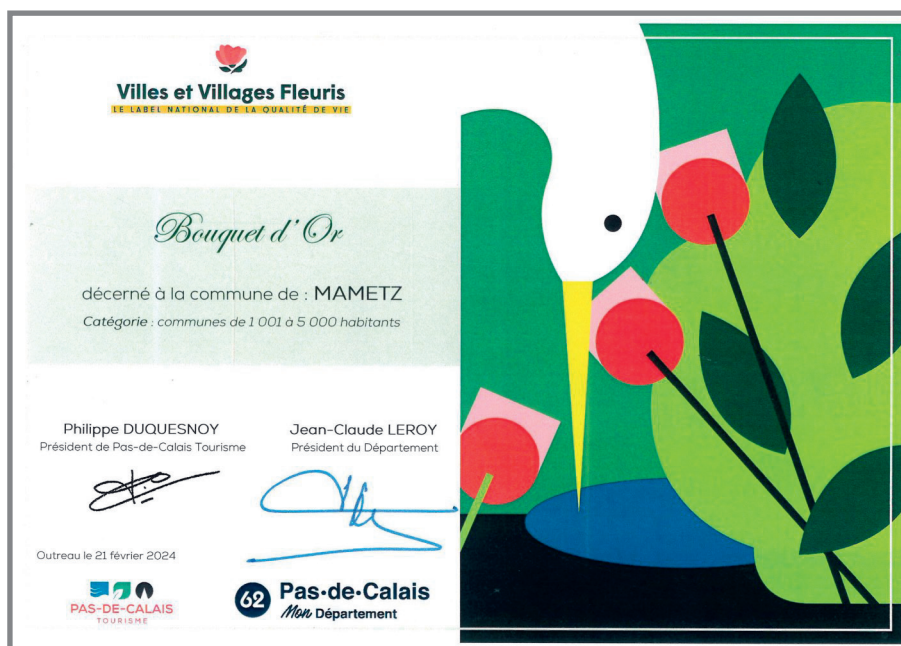 Villes et Villages Fleuris
LE LABEL NATIONAL DE LA QUALITÉ DE VIE
Bouquet d'Or
décerné à la commune de : MAMETZ
Catégorie : communes de 1 001 à 5 000 habitants
Philippe DUQUESNOY
Président de Pas-de-Calais Tourisme
Jean-Claude LEROY
Président du Département
Outreau le 21 février 2024
PAS-DE-CALAIS
TOURISME
62 Pas-de-Calais
Mon Département